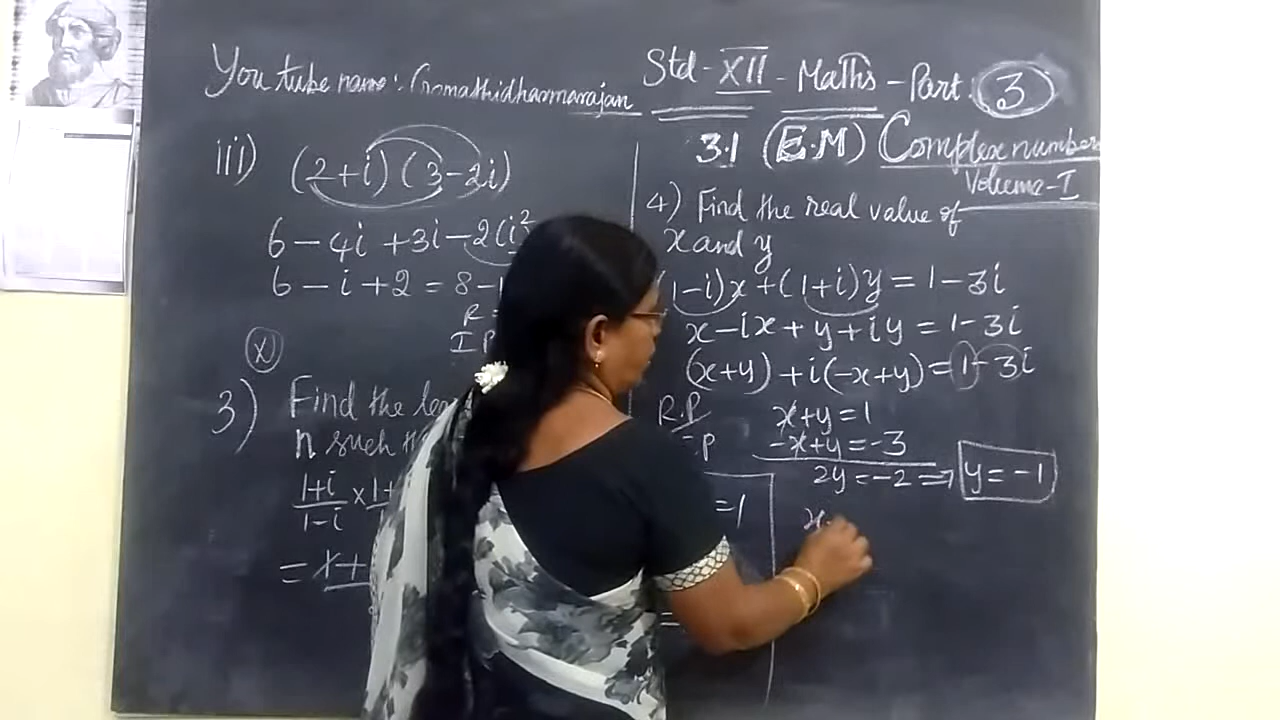 You tube name: Gomathidharmarajan
Std - XII - Maths - Part. 3
3.1 (E.M) Complex numbers
Volume - I
iii) (2+i) (3-2i)
6 - 4i + 3i - 2(i²
6 - i + 2 = 8 -
R
I P
(x)
3) Find the
n such
1+i/1-i × 1+
= x+
4) Find the real value of
x and y
1-i)x + (1+i)y = 1-3i
x - ix + y + iy = 1-3i
(x+y) + i(-x+y) = 1-3i
R.P x+y = 1
=P -x+y = -3
2y = -2 ⇒ y = -1
=1
x
=